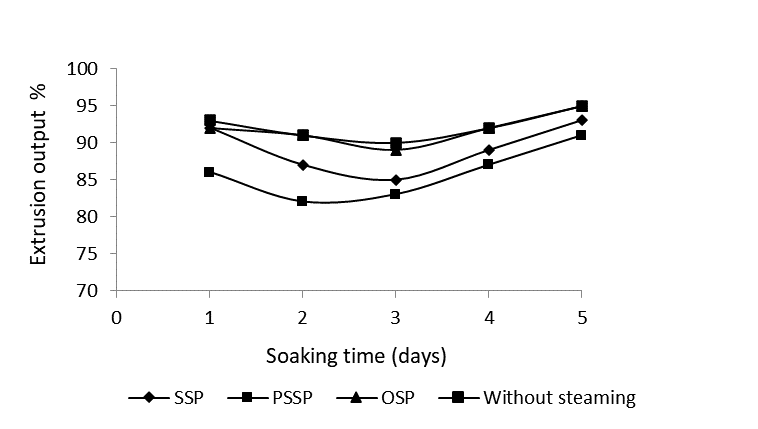 Extrusion output %
100
95
90
85
80
75
70
0 1 2 3 4 5
Soaking time (days)
SSP PSSP OSP Without steaming